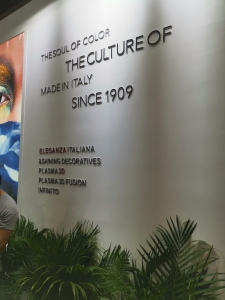 THE SOUL OF COLOR
THE CULTURE OF
MADE IN ITALY
SINCE 1909
ELEGANZA ITALIANA
&SHINING DECORATIVES
PLASMA 3D
PLASMA 3D FUSION
INFINITO